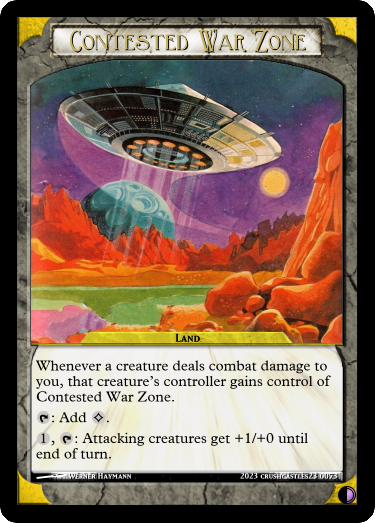 Contested War Zone
Land
Whenever a creature deals combat damage to
you, that creature's controller gains control of
Contested War Zone.
: Add .
1, : Attacking creatures get +1/+0 until
end of turn.
Werner Haymann
2023 crushcastles23 0073